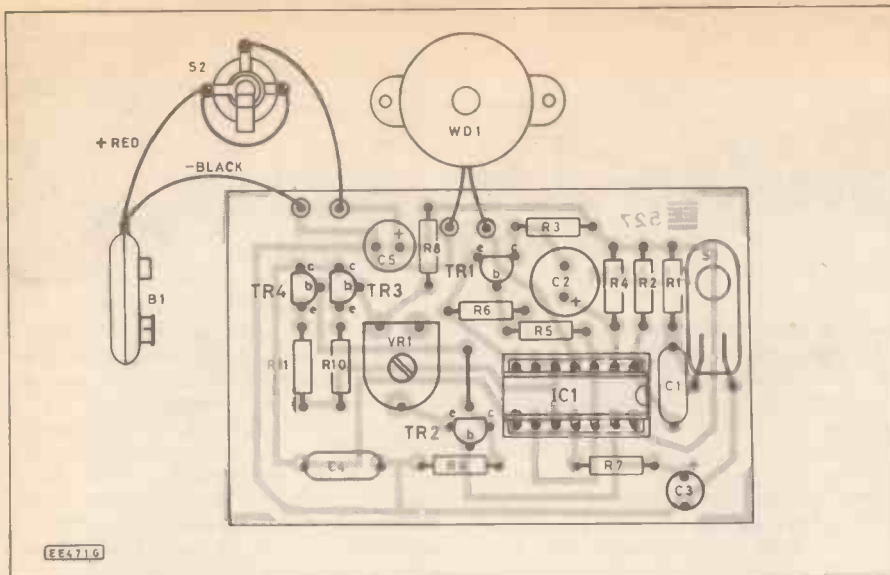 S2
+ RED
-BLACK
WD1
B1
527
C5
+
R8
R3
TR1
e
c
b
C2
+
R4
R2
R1
S1
TR4
c
b
e
c
b
e
TR3
R6
R5
VR1
R11
R10
IC1
C1
TR2
e
c
b
C4
R7
C3
+
EE471G